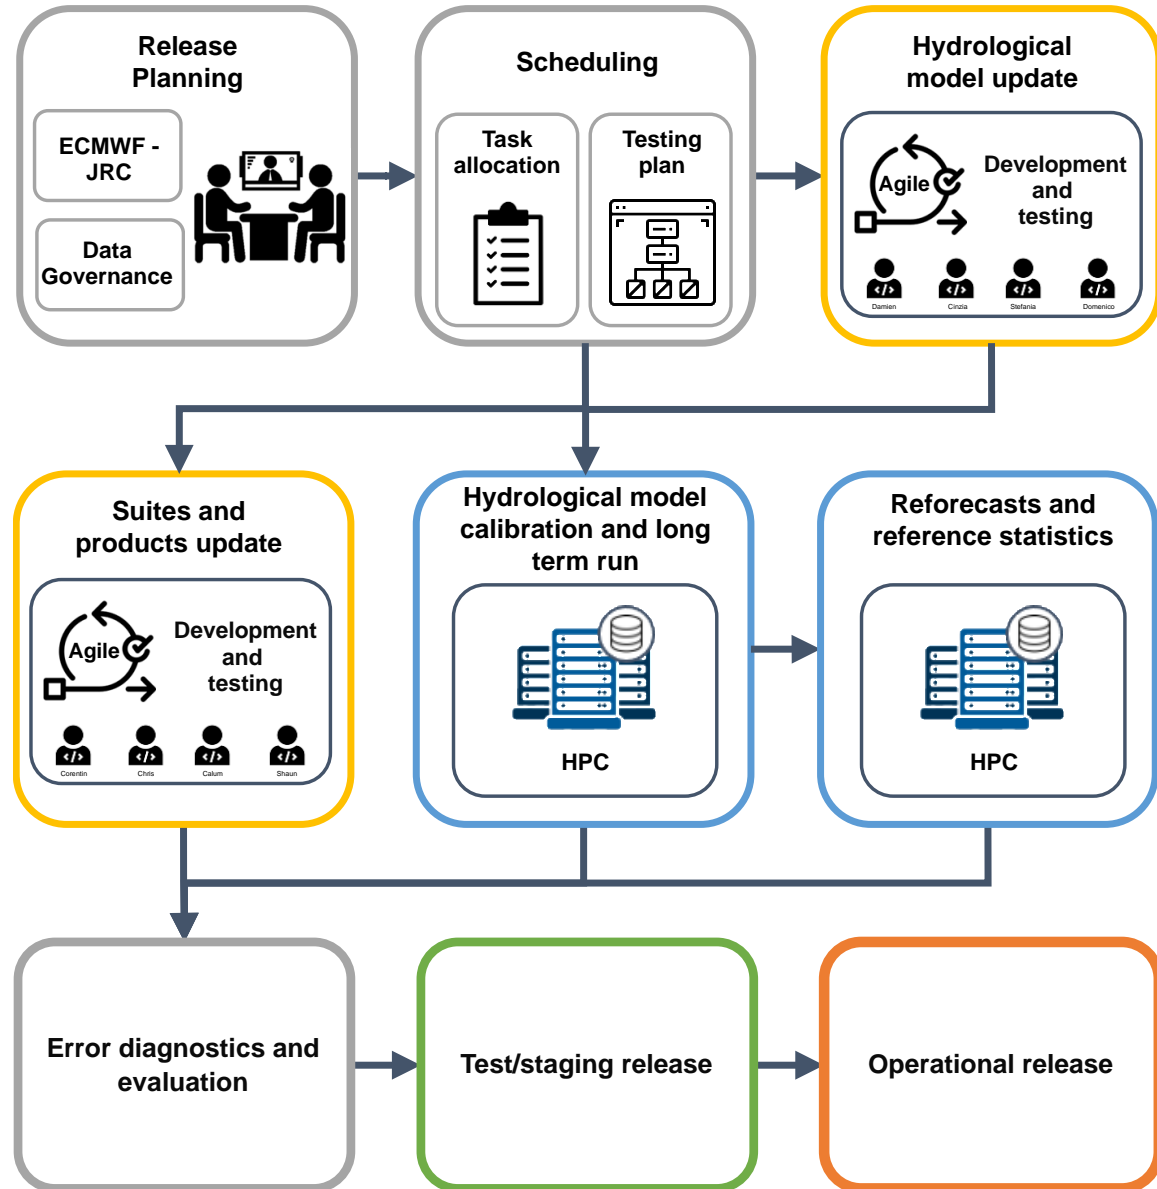 Release
Planning
ECMWF -
JRC
Data
Governance
Scheduling
Task
allocation
Testing
plan
Hydrological
model update
Agile
Development
and
testing
</>
</>
</>
</>
Damien
Cinzia
Stefania
Domenico
Suites and
products update
Agile
Development
and
testing
</>
</>
</>
</>
Corentin
Chris
Calum
Shaun
Hydrological model
calibration and long
term run
HPC
Reforecasts and
reference statistics
HPC
Error diagnostics and
evaluation
Test/staging release
Operational release